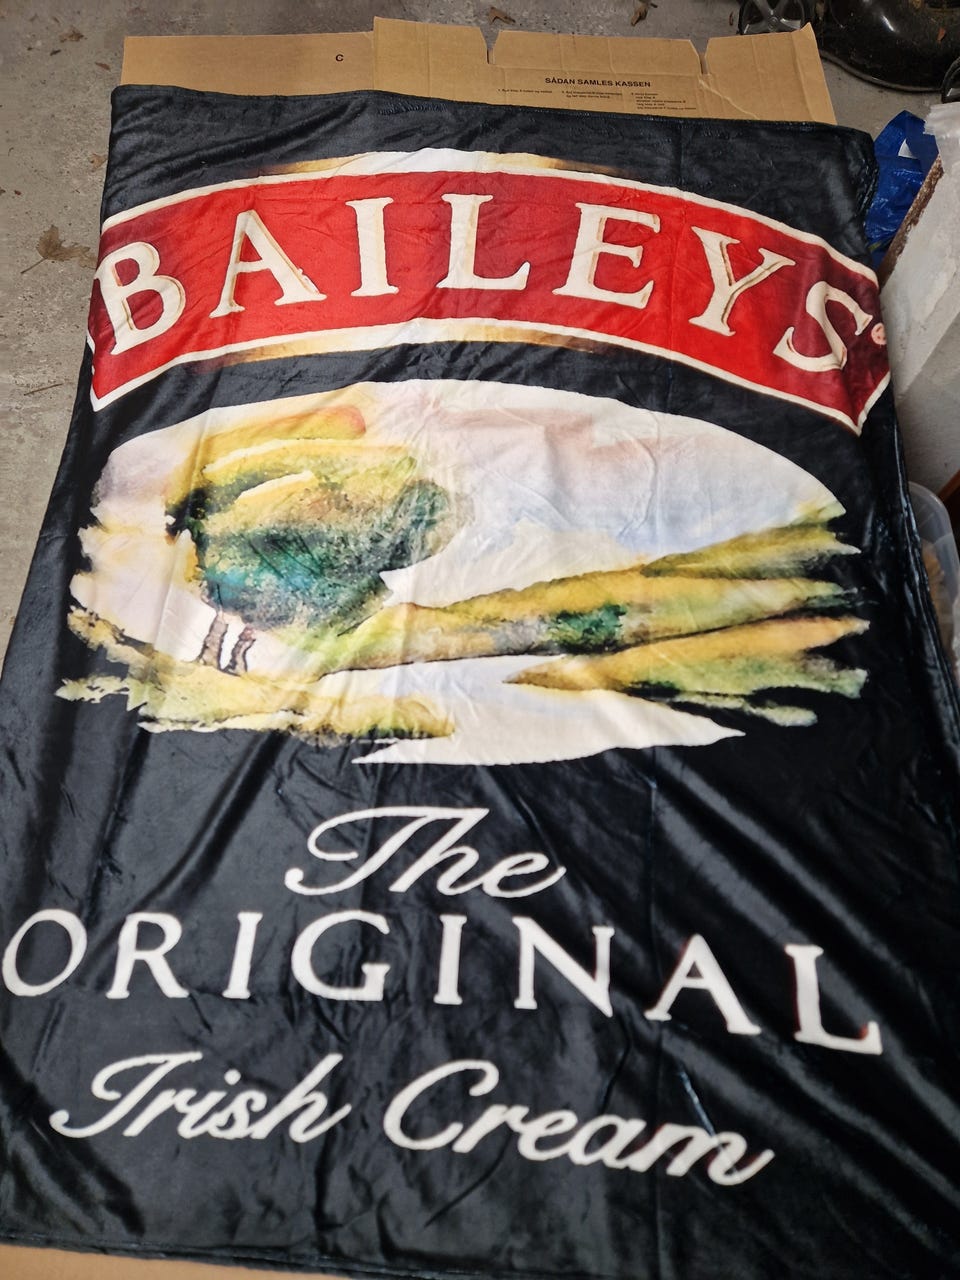 C
SÅDAN SAMLES KASSEN
BAILEYS
The
ORIGINAL
Irish Cream